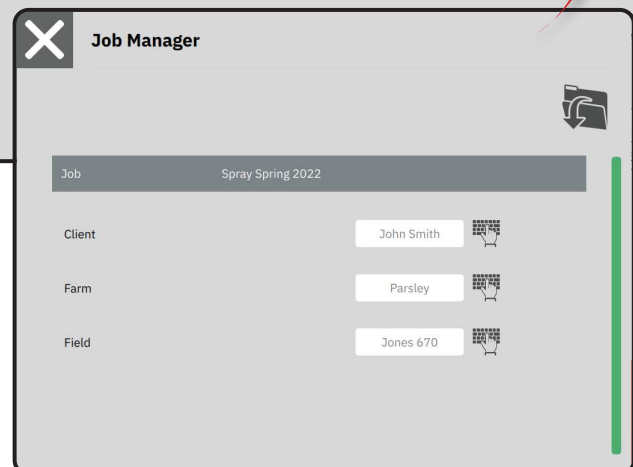 Job Manager
Job Spray Spring 2022
Client John Smith
Farm Parsley
Field Jones 670